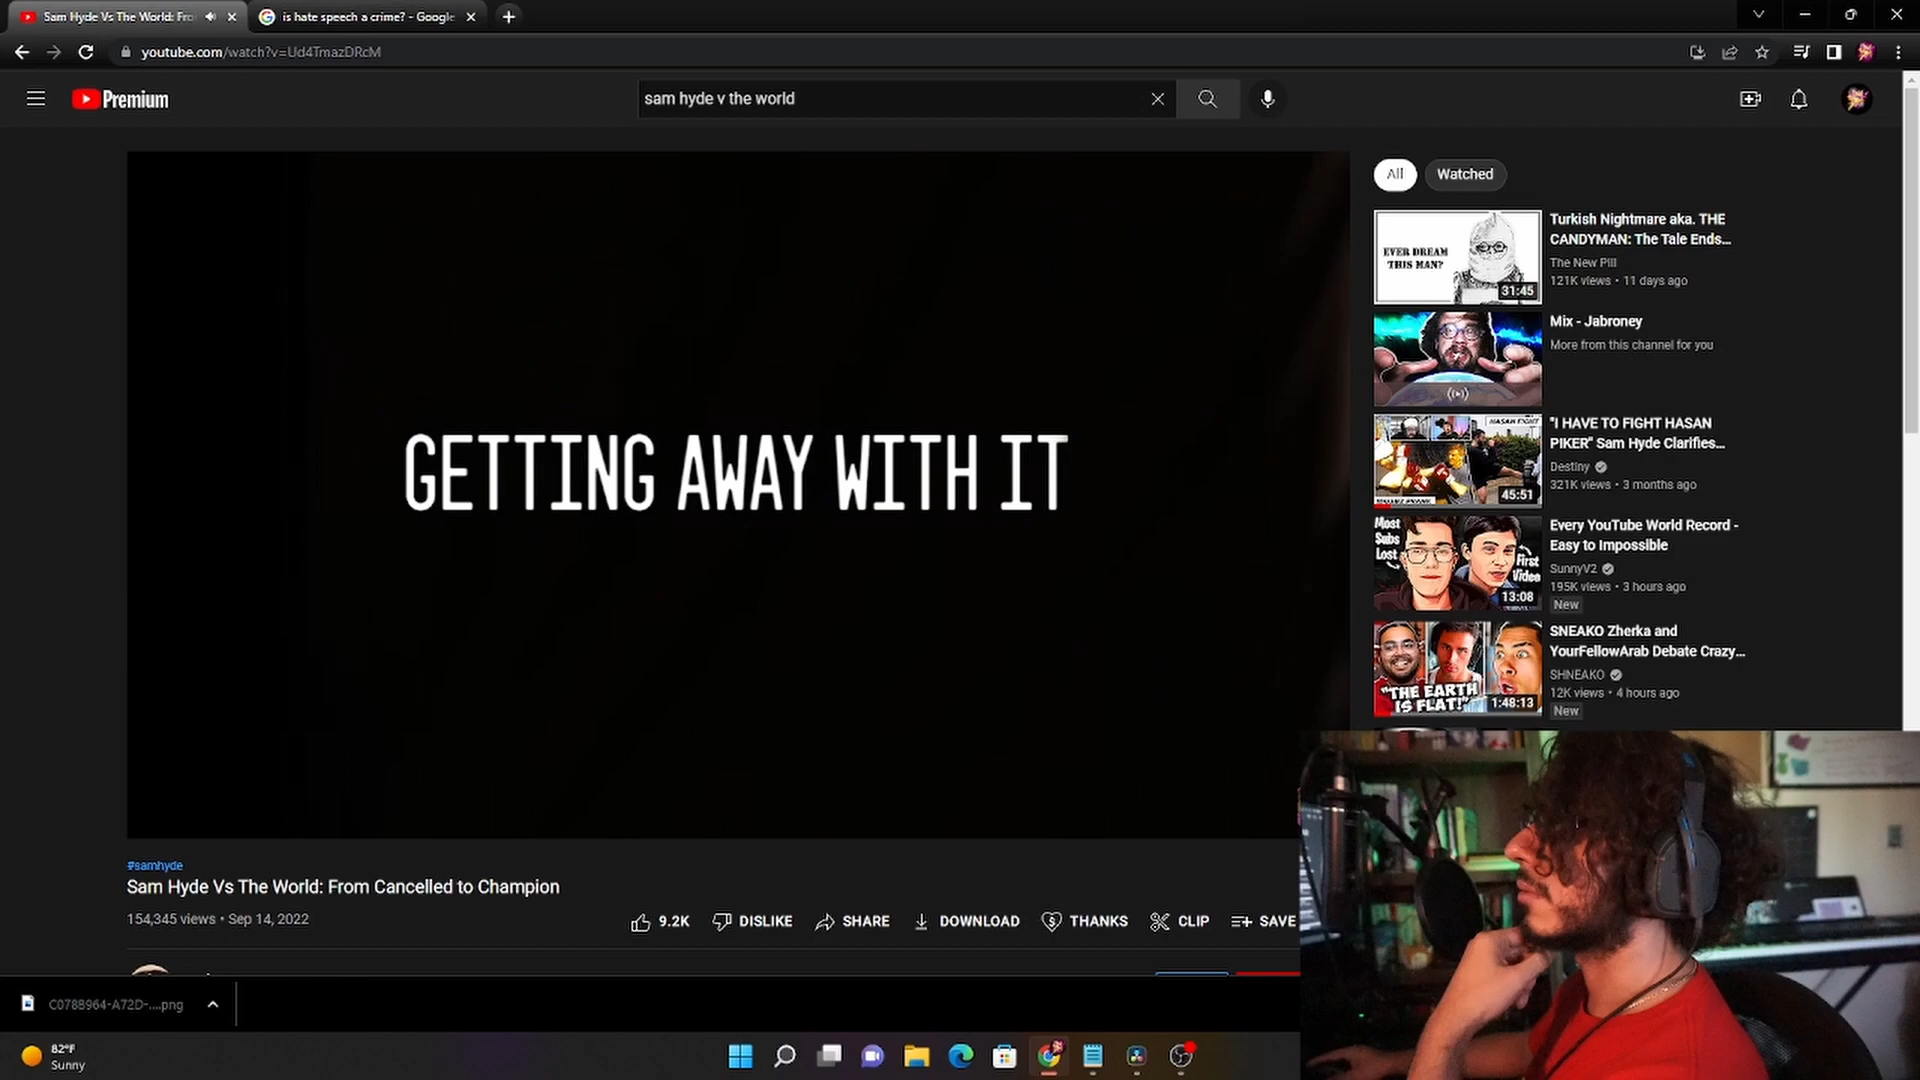 Sam Hyde Vs The World: Fro
is hate speech a crime? - Google
youtube.com/watch?v=Ud4TmazDRcM
Premium
sam hyde v the world
GETTING AWAY WITH IT
All
Watched
EVER DREAM
THIS MAN?
31:45
Turkish Nightmare aka. THE
CANDYMAN: The Tale Ends...
The New Pill
121K views • 11 days ago
Mix - Jabroney
More from this channel for you
HASAN FIGHT
45:51
"I HAVE TO FIGHT HASAN
PIKER" Sam Hyde Clarifies...
Destiny
321K views • 3 months ago
Most
Subs
Lost
First
Video
13:08
Every YouTube World Record -
Easy to Impossible
SunnyV2
195K views • 3 hours ago
New
"THE EARTH
IS FLAT!"
1:48:13
SNEAKO Zherka and
YourFellowArab Debate Crazy...
SHNEAKO
12K views • 4 hours ago
New
#samhyde
Sam Hyde Vs The World: From Cancelled to Champion
154,345 views • Sep 14, 2022
9.2K
DISLIKE
SHARE
DOWNLOAD
THANKS
CLIP
SAVE
C0788964-A72D-....png
82°F
Sunny